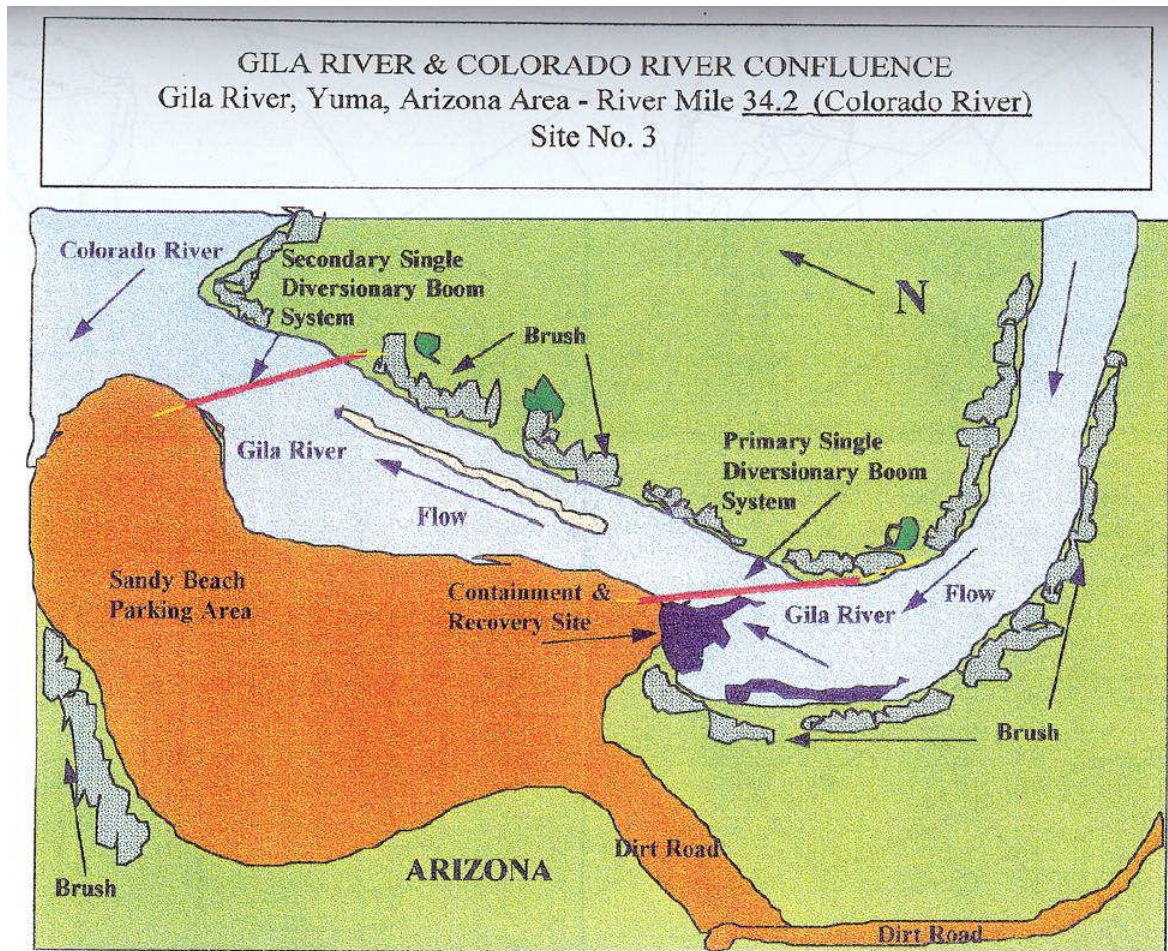 GILA RIVER & COLORADO RIVER CONFLUENCE
Gila River, Yuma, Arizona Area - River Mile 34.2 (Colorado River)
Site No. 3
Colorado River
Secondary Single
Diversionary Boom
System
N
Brush
Gila River
Primary Single
Diversionary Boom
System
Flow
Sandy Beach
Parking Area
Containment &
Recovery Site
Gila River
Flow
Brush
Brush
ARIZONA
Dirt Road
Dirt Road